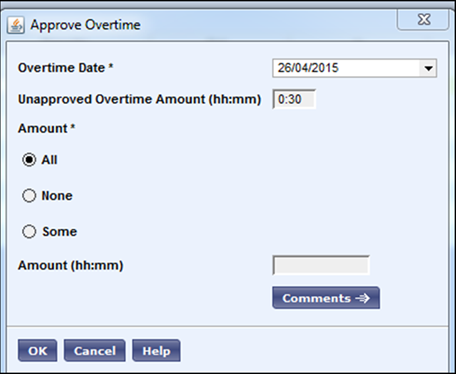 Approve Overtime
Overtime Date * 26/04/2015
Unapproved Overtime Amount (hh:mm) 0:30
Amount *
All
None
Some
Amount (hh:mm)
Comments
OK Cancel Help